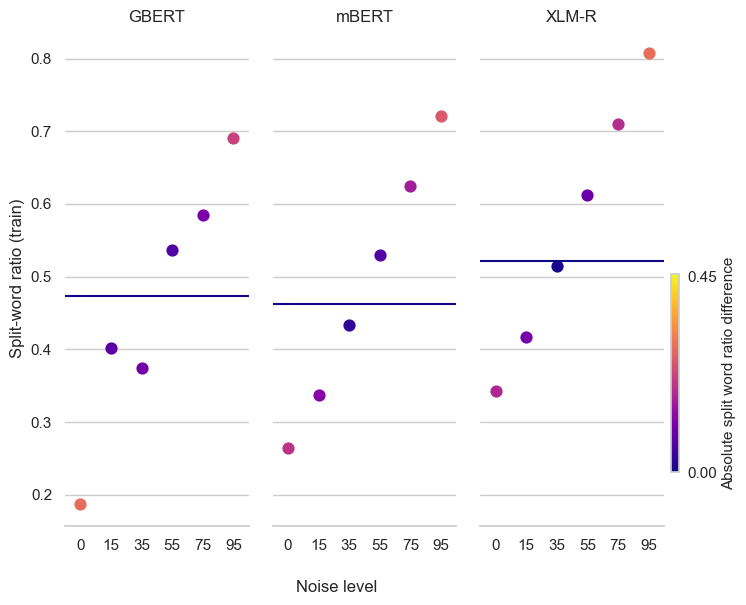 GBERT mBERT XLM-R
Split-word ratio (train)
0.8
0.7
0.6
0.5
0.4
0.3
0.2
0 15 35 55 75 95 0 15 35 55 75 95 0 15 35 55 75 95
Noise level
0.45
0.00
Absolute split word ratio difference